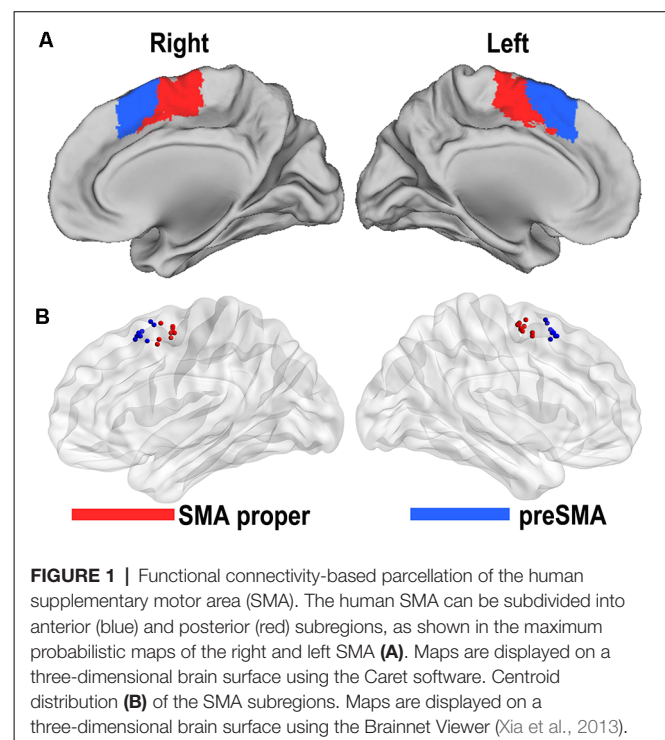 A
Right Left
B
SMA proper preSMA
FIGURE 1 | Functional connectivity-based parcellation of the human
supplementary motor area (SMA). The human SMA can be subdivided into
anterior (blue) and posterior (red) subregions, as shown in the maximum
probabilistic maps of the right and left SMA (A). Maps are displayed on a
three-dimensional brain surface using the Caret software. Centroid
distribution (B) of the SMA subregions. Maps are displayed on a
three-dimensional brain surface using the Brainnet Viewer (Xia et al., 2013).